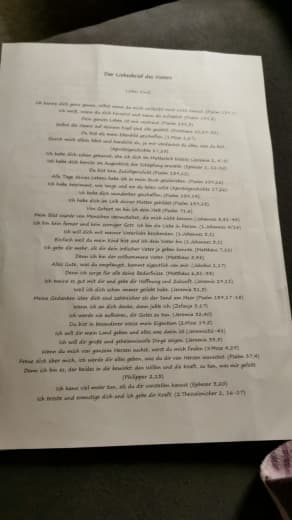 Der Liebesbrief des Vaters
Liebes Kind,
Ich kenne dich ganz genau, selbst wenn du mich vielleicht noch nicht kennst (Psalm 139,1)
Ich weiß, wenn du dich hinsetzt und wenn du aufstehst (Psalm 139,2)
Dein ganzes Leben ist mir vertraut (Psalm 139,3)
Selbst die Haare auf deinem Kopf sind alle gezählt (Matthäus 10,29-31)
Du bist als mein Ebenbild geschaffen (1.Mose 1,27)
Durch mich allein lebst und handelst du, ja mir verdankst du alles, was du bist
(Apostelgeschichte 17,28)
Ich habe dich schon gekannt, ehe ich dich im Mutterleib bildete (Jeremia 1, 4-5)
Ich habe dich bereits im Augenblick der Schöpfung erwählt (Epheser 1, 11-12)
Du bist kein Zufallsprodukt (Psalm 139,15)
Alle Tage deines Lebens habe ich in mein Buch geschrieben (Psalm 139,16)
Ich habe bestimmt, wie lange und wo du leben sollst (Apostelgeschichte 17,26)
Ich habe dich wunderbar geschaffen (Psalm 139,14)
Ich habe dich im Leib deiner Mutter gebildet (Psalm 139,13)
Von Geburt an bin ich dein Halt (Psalm 71,6)
Mein Bild wurde von Menschen verunstaltet, die mich nicht kennen (Johannes 8,41-44)
Ich bin kein ferner und kein zorniger Gott. Ich bin die Liebe in Person (1.Johannes 4,16)
Ich will dich mit meiner Vaterliebe beschenken (1.Johannes 3,1)
Einfach weil du mein Kind bist und ich dein Vater bin (1.Johannes 3,1)
Ich gebe dir mehr, als dir dein irdischer Vater je geben könnte (Matthäus 7,11)
Denn ich bin der vollkommene Vater (Matthäus 5,48)
Alles Gute, was du empfängst, kommt eigentlich von mir (Jakobus 1,17)
Denn ich sorge für alle deine Bedürfnisse (Matthäus 6,31-33)
Ich meine es gut mit dir und gebe dir Hoffnung und Zukunft (Jeremia 29,11)
Weil ich dich schon immer geliebt habe (Jeremia 31,3)
Meine Gedanken über dich sind zahlreicher als der Sand am Meer (Psalm 139,17-18)
Wenn ich an dich denke, dann juble ich (Zefanja 3,17)
Ich werde nie aufhören, dir Gutes zu tun (Jeremia 32,40)
Du bist in besonderer Weise mein Eigentum (2.Mose 19,5)
Ich will dir mein Land geben und alles, was darin ist (Jeremia32,41)
Ich will dir große und geheimnisvolle Dinge zeigen (Jeremia 33,3)
Wenn du mich von ganzem Herzen suchst, wirst du mich finden (5.Mose 4,29)
Freue dich über mich, ich werde dir alles geben, was du dir von Herzen wünschst (Psalm 37,4)
Denn ich bin es, der beides in dir bewirkt: den Willen und die Kraft, zu tun, was mir gefällt
(Philipper 2,13)
Ich kann viel mehr tun, als du dir vorstellen kannst (Epheser 3,20)
Ich tröste und ermutige dich und ich gebe dir Kraft (2.Thessalonicher 2, 16-17)